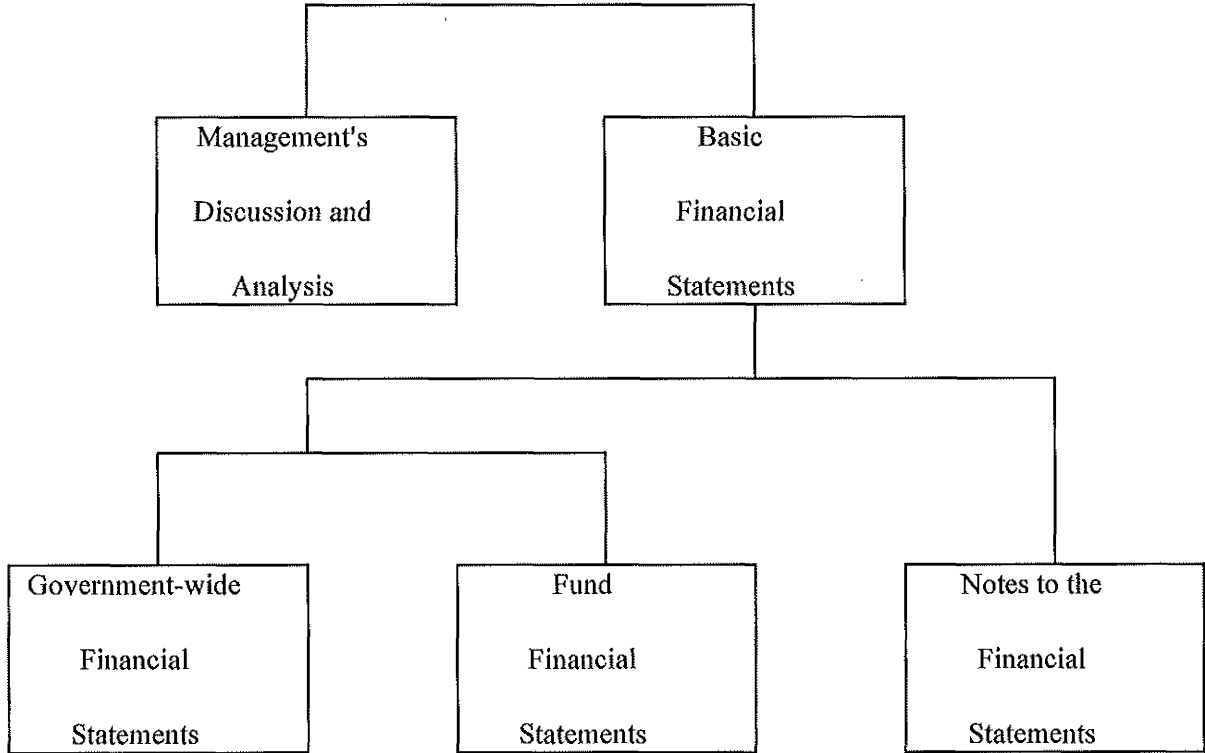 Management's
Discussion and
Analysis
Basic
Financial
Statements
Government-wide
Financial
Statements
Fund
Financial
Statements
Notes to the
Financial
Statements